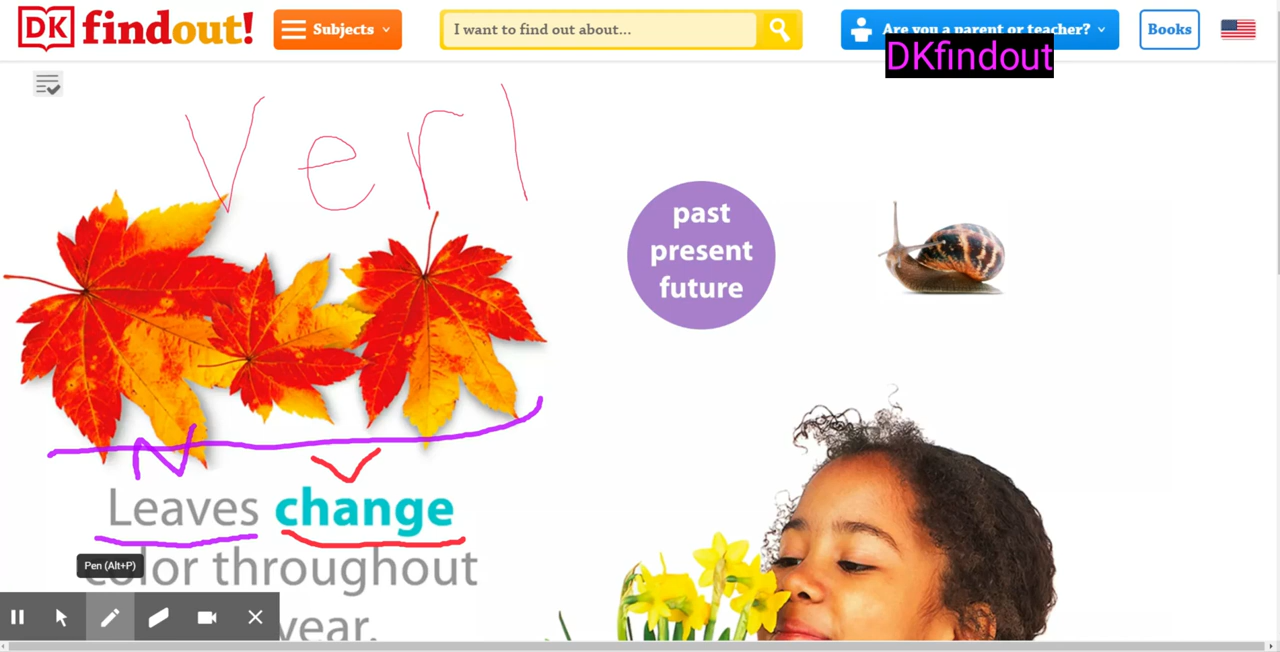 DK findout!
Subjects
I want to find out about...
Are you a parent or teacher?
Books
DKfindout
Verl
past
present
future
N
V
Leaves change
color throughout
Pen (Alt+P)
year.